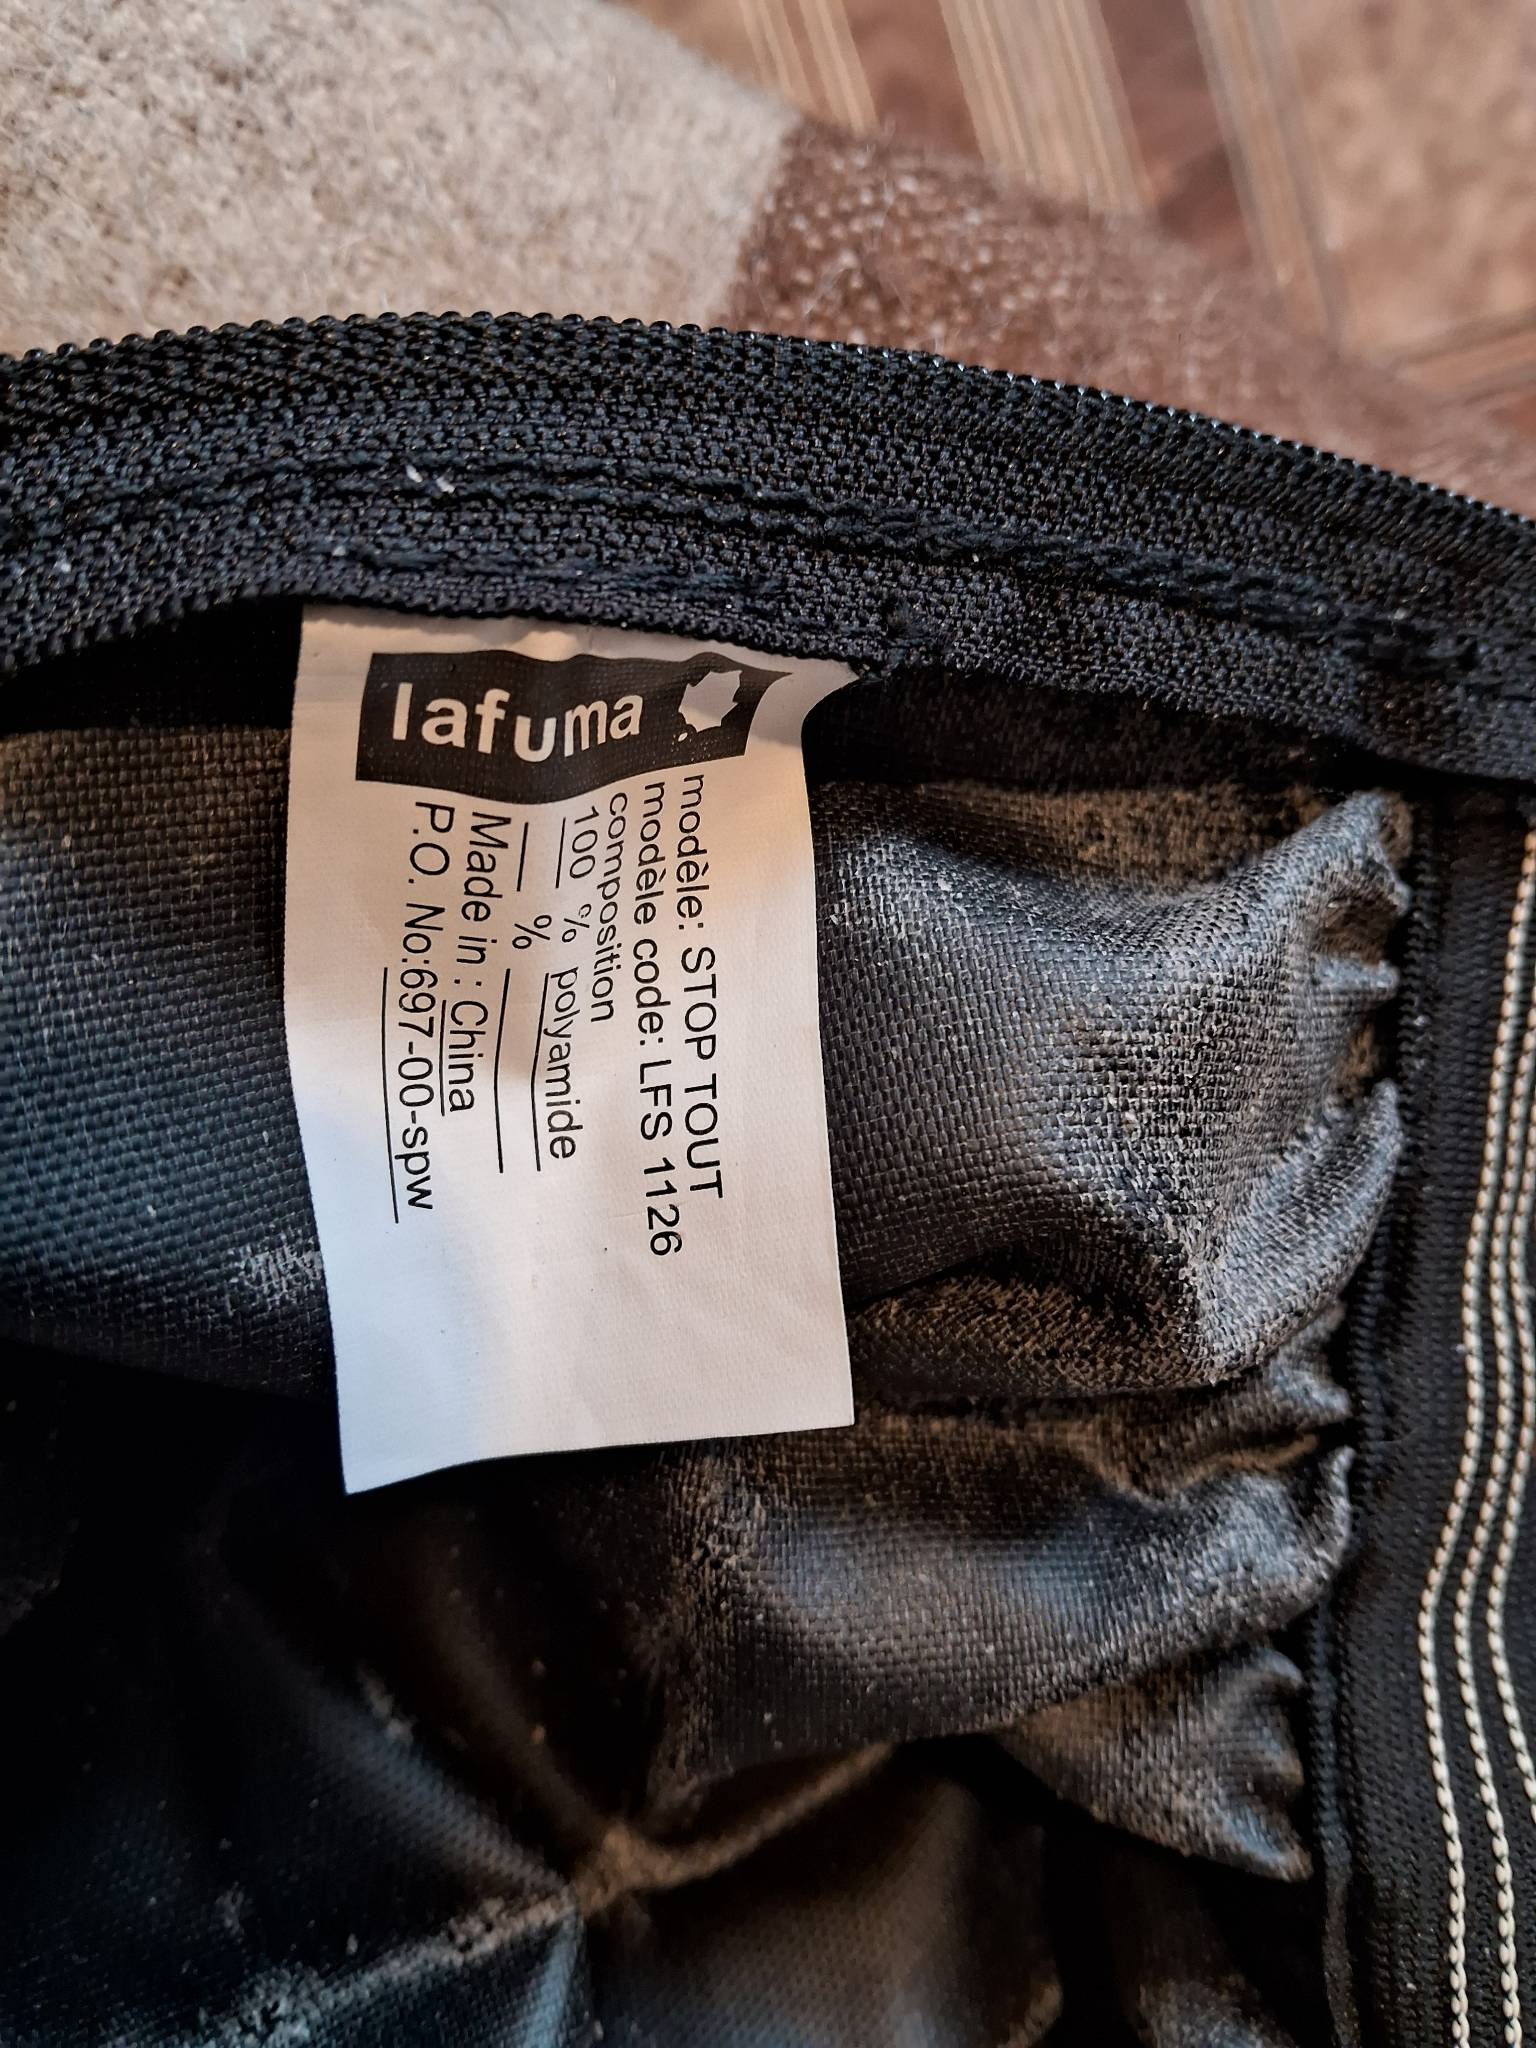 lafuma
modèle: STOP TOUT
modèle code: LFS 1126
composition
100 % polyamide
%
Made in : China
P.O. No:697-00-spw